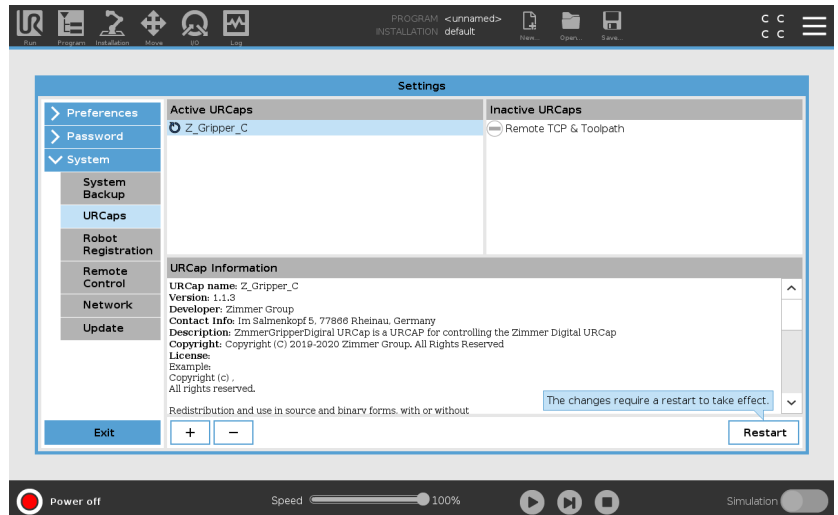 PROGRAM <unnamed>
INSTALLATION default
C C
C C
Run
Program
Installation
Move
I/O
Log
New...
Open...
Save...
Settings
Preferences
Password
System
System
Backup
URCaps
Robot
Registration
Remote
Control
Network
Update
Exit
Active URCaps
Z_Gripper_C
Inactive URCaps
Remote TCP & Toolpath
URCap Information
URCap name: Z_Gripper_C
Version: 1.1.3
Developer: Zimmer Group
Contact Info: Im Salmenkopf 5, 77866 Rheinau, Germany
Description: ZmmerGripperDigiral URCap is a URCAP for controlling the Zimmer Digital URCap
Copyright: Copyright (C) 2019-2020 Zimmer Group. All Rights Reserved
License:
Example:
Copyright (c) ,
All rights reserved.
Redistribution and use in source and binary forms, with or without
The changes require a restart to take effect.
+
−
Restart
Power off
Speed
100%
Simulation